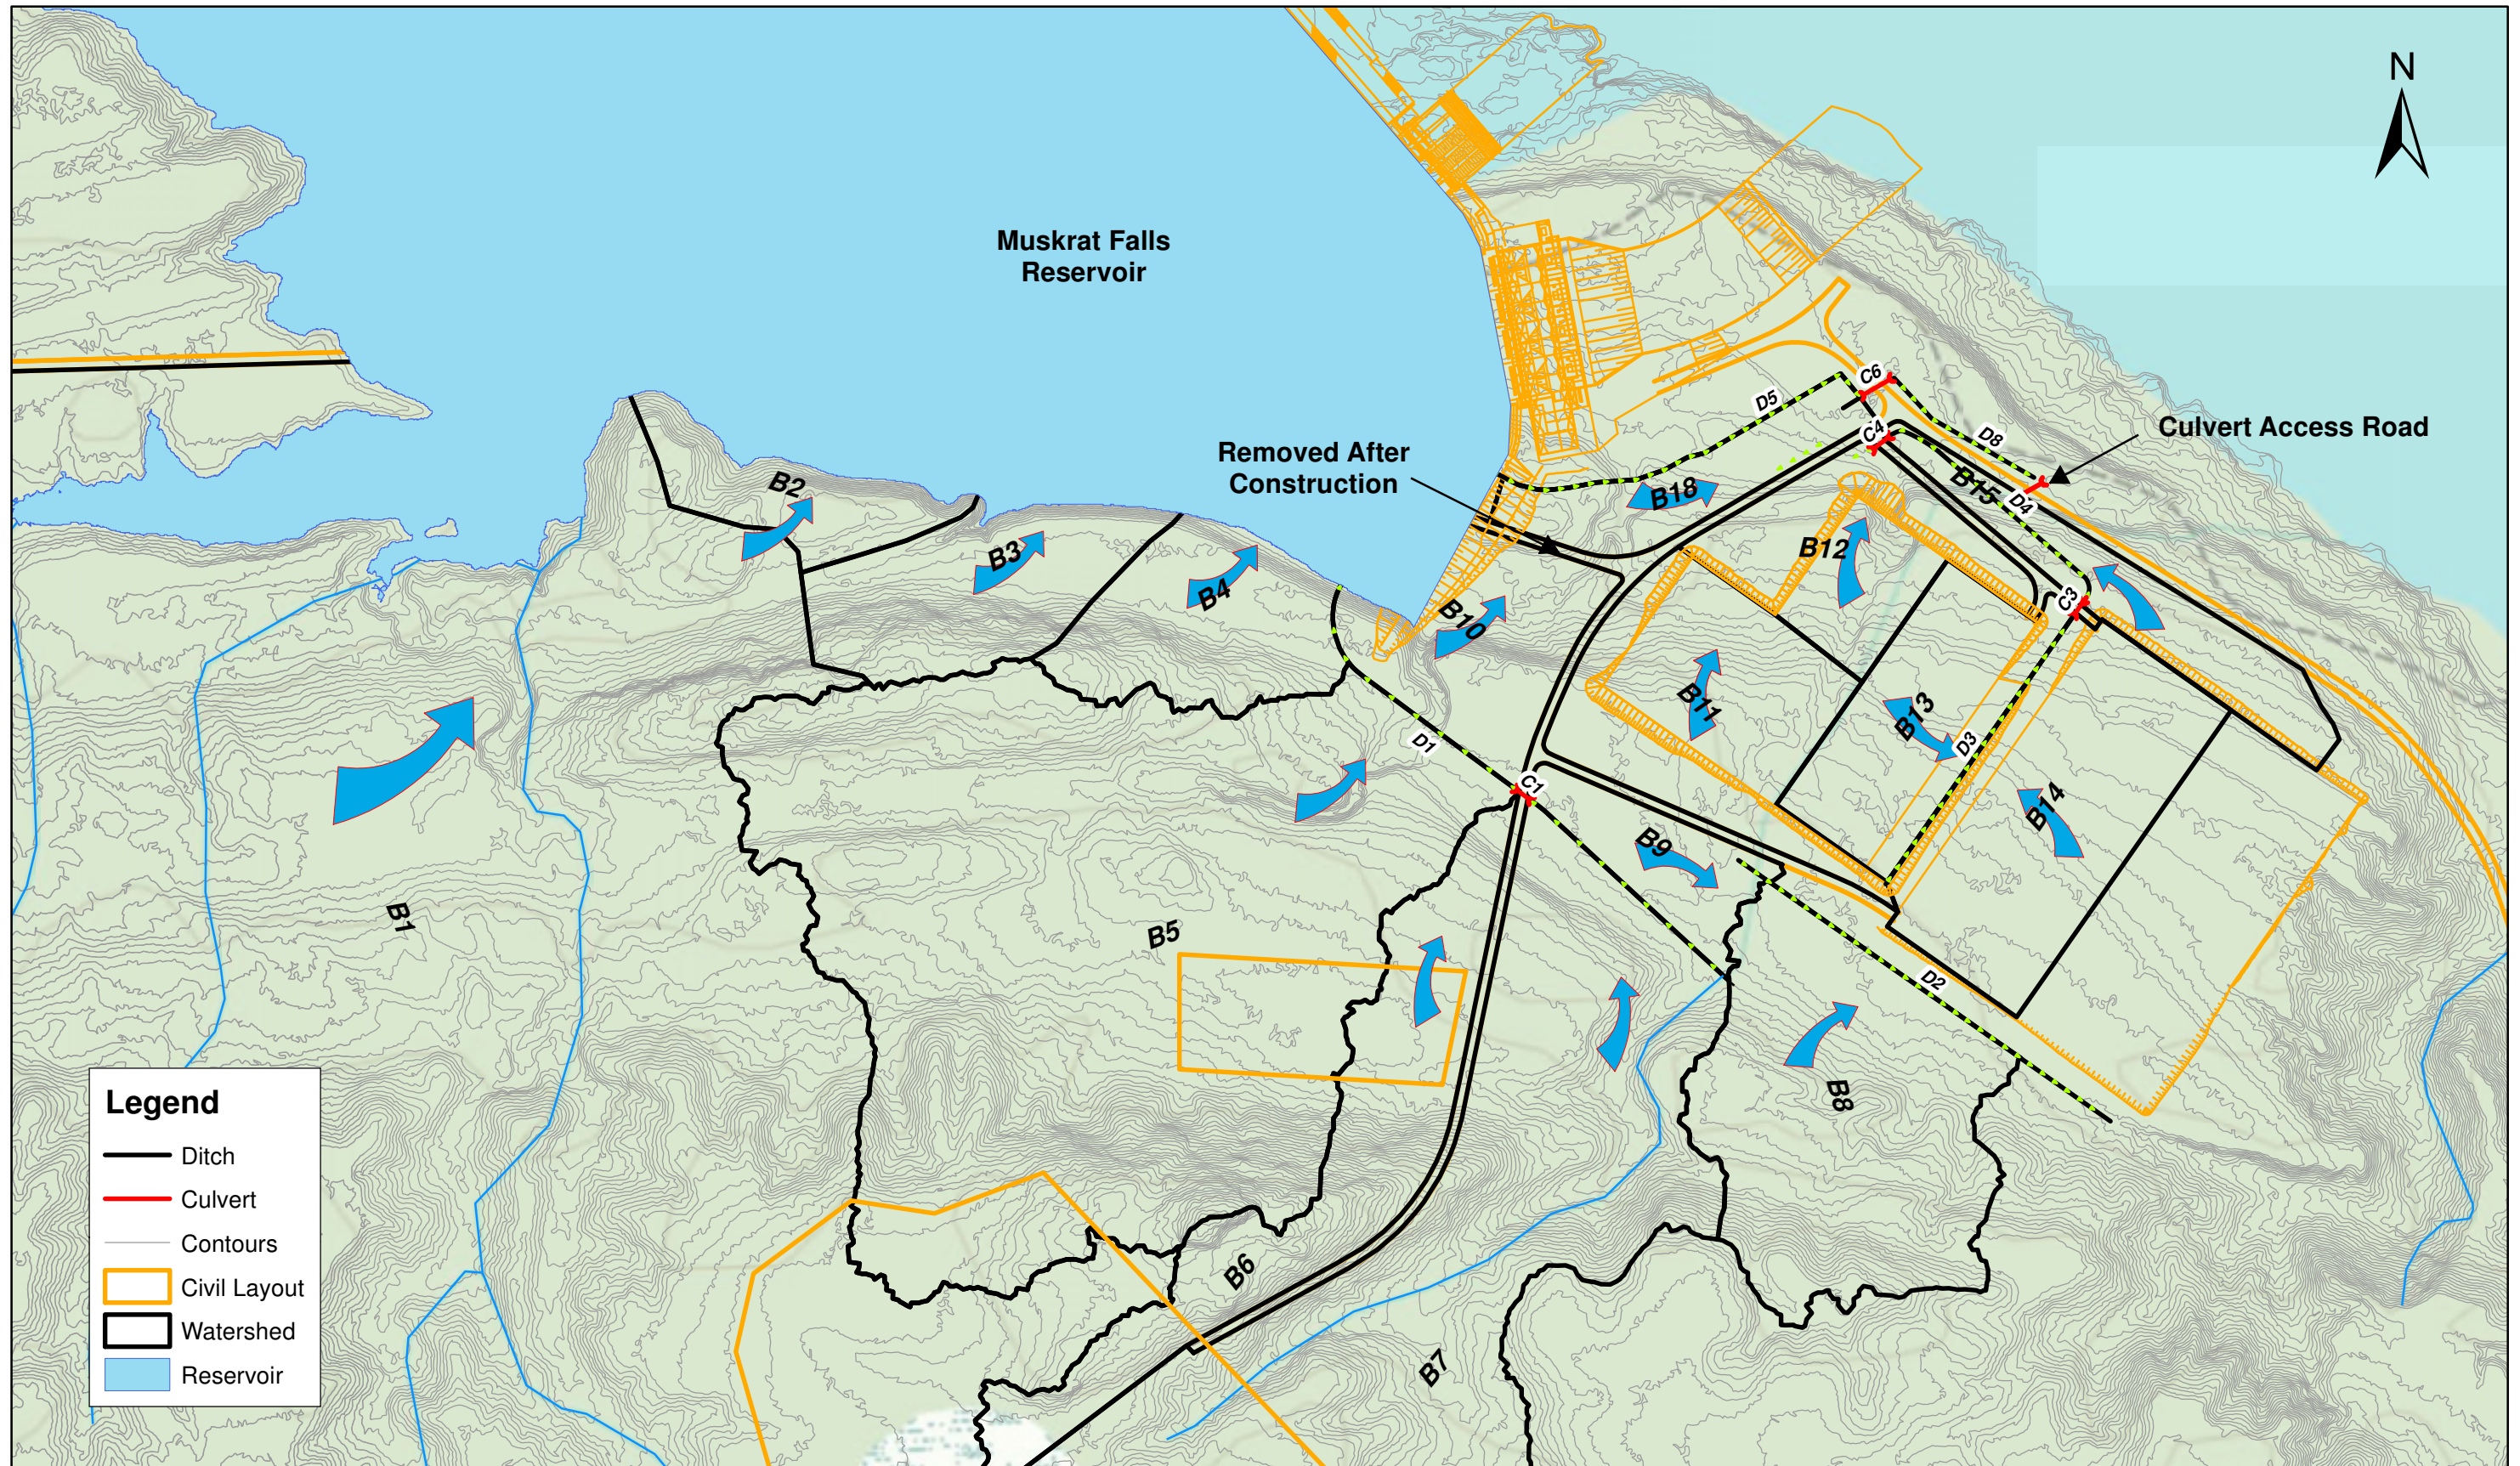 N
Muskrat Falls
Reservoir
C6
D5
Culvert Access Road
C4
D8
Removed After
Construction
B2
B18
B15
D4
B3
B12
B4
C3
B10
B11
B13
D3
D1
C1
B14
B9
B1
B5
D2
B8
B6
B7
Legend
Ditch
Culvert
Contours
Civil Layout
Watershed
Reservoir